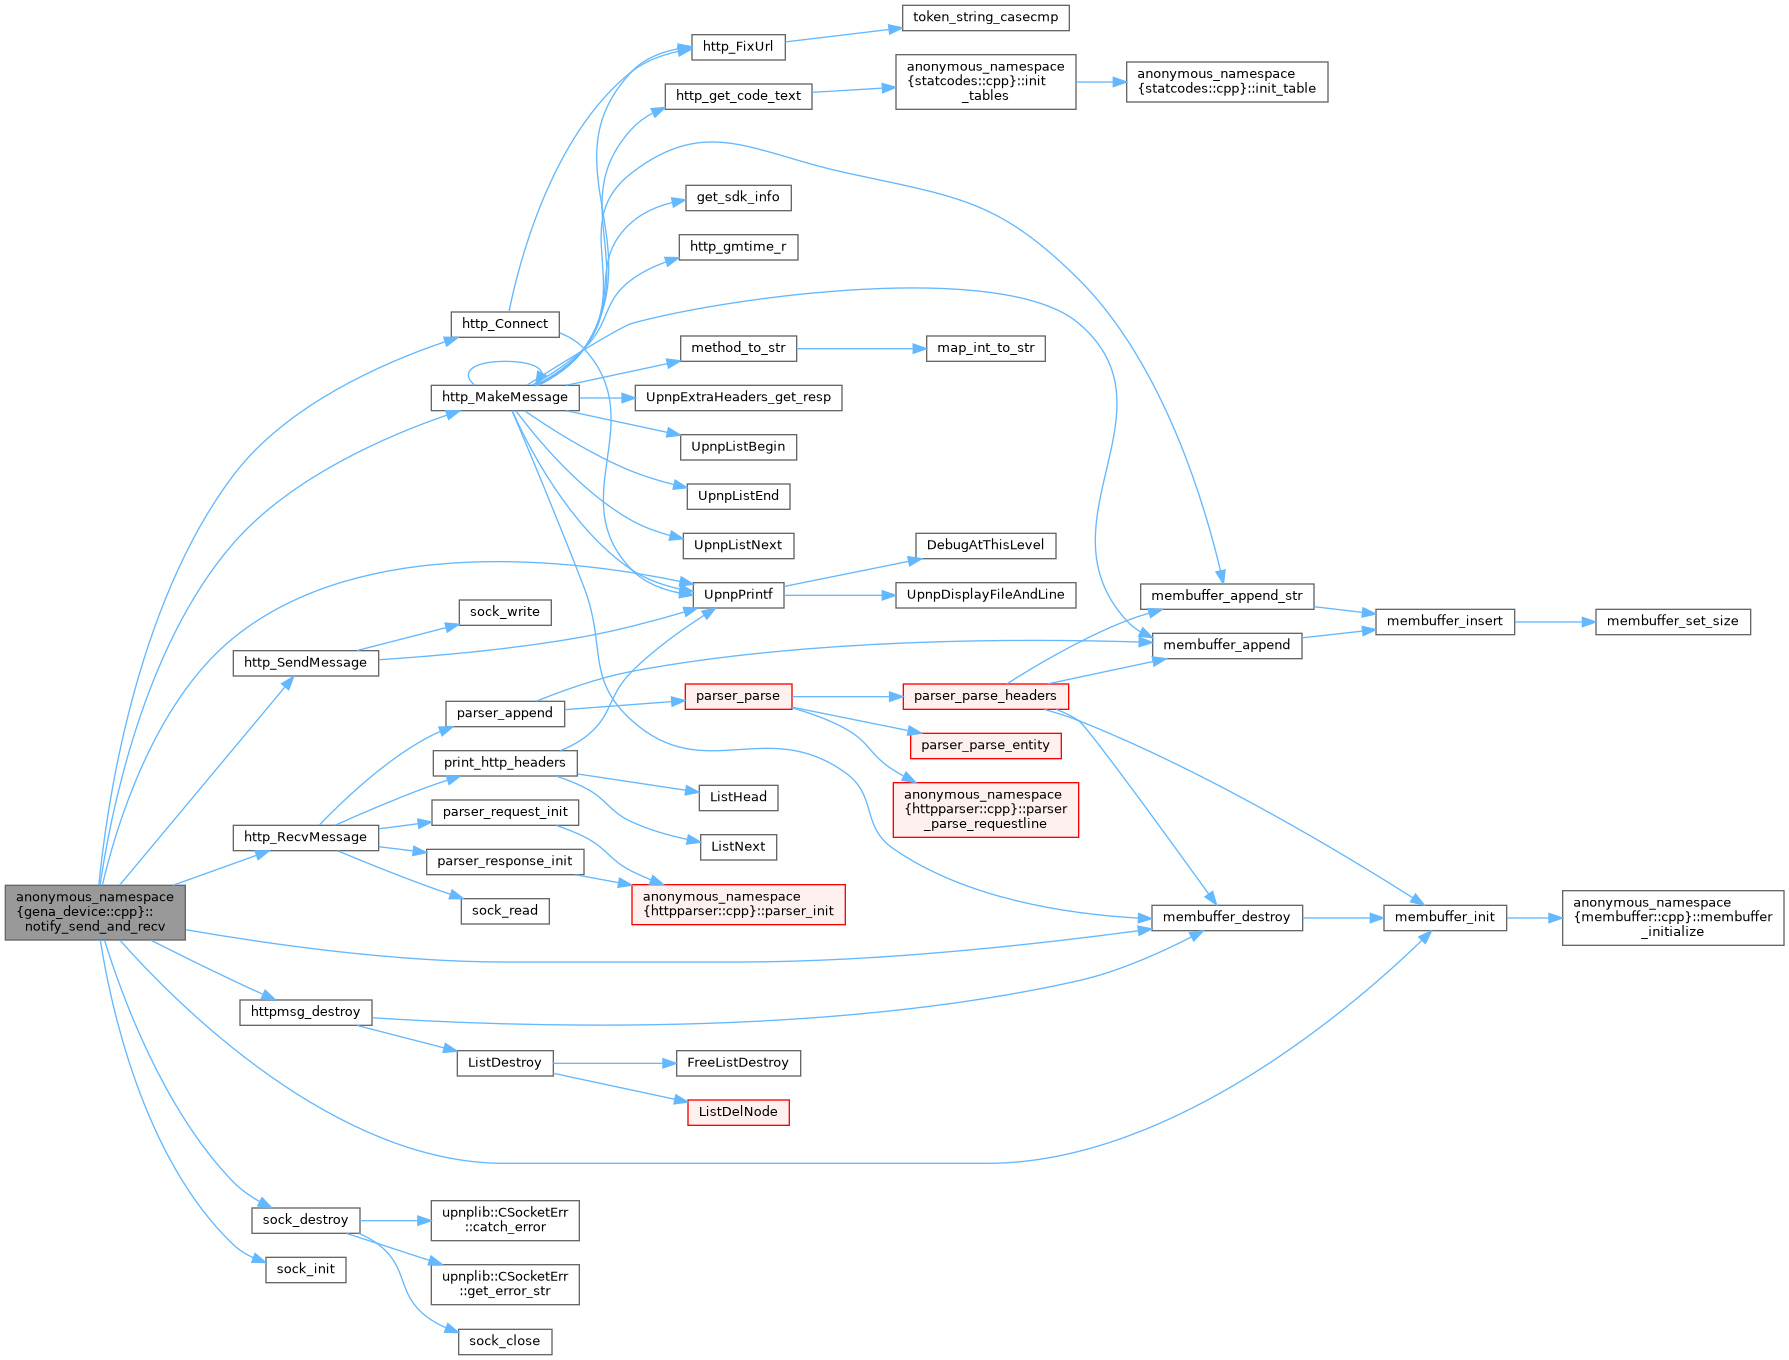 anonymous_namespace
{gena_device::cpp}::
notify_send_and_recv
http_Connect
http_FixUrl
token_string_casecmp
UpnpPrintf
DebugAtThisLevel
UpnpDisplayFileAndLine
http_MakeMessage
http_get_code_text
anonymous_namespace
{statcodes::cpp}::init
_tables
anonymous_namespace
{statcodes::cpp}::init_table
get_sdk_info
http_gmtime_r
method_to_str
map_int_to_str
UpnpExtraHeaders_get_resp
UpnpListBegin
UpnpListEnd
UpnpListNext
membuffer_append_str
membuffer_append
membuffer_insert
membuffer_set_size
http_SendMessage
sock_write
http_RecvMessage
parser_append
parser_parse
parser_parse_headers
parser_parse_entity
anonymous_namespace
{httpparser::cpp}::parser
_parse_requestline
print_http_headers
ListHead
ListNext
parser_request_init
parser_response_init
anonymous_namespace
{httpparser::cpp}::parser_init
sock_read
membuffer_destroy
membuffer_init
anonymous_namespace
{membuffer::cpp}::membuffer
_initialize
httpmsg_destroy
ListDestroy
FreeListDestroy
ListDelNode
sock_destroy
upnplib::CSocketErr
::catch_error
upnplib::CSocketErr
::get_error_str
sock_close
sock_init